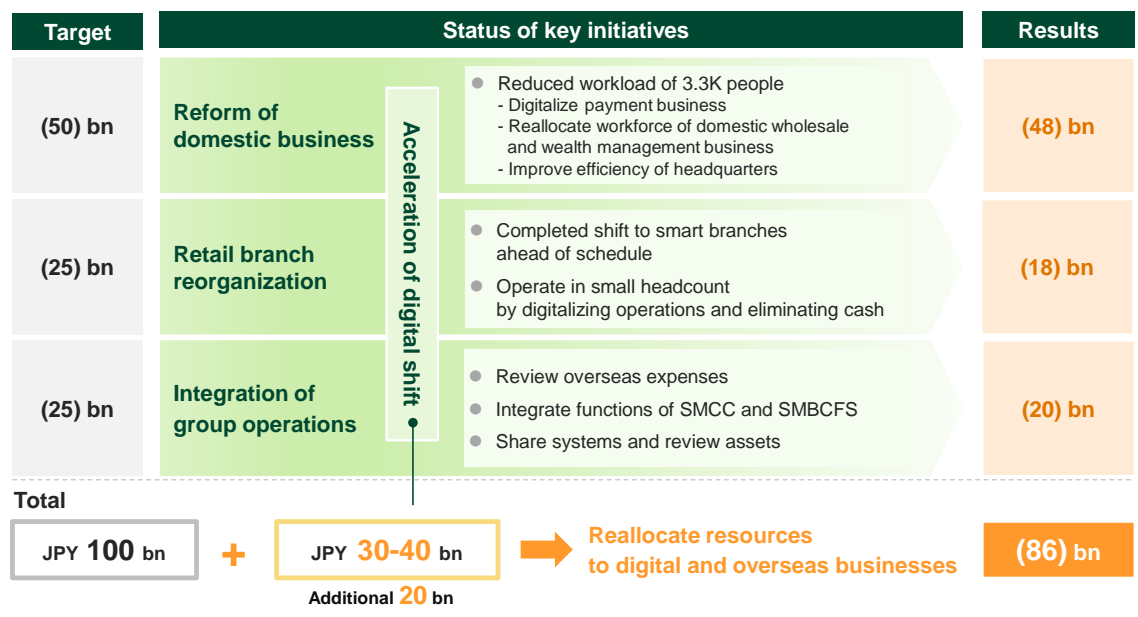 Target
Status of key initiatives
Results
(50) bn
Reform of
domestic business
Reduced workload of 3.3K people
- Digitalize payment business
- Reallocate workforce of domestic wholesale
and wealth management business
- Improve efficiency of headquarters
(48) bn
Acceleration of digital shift
(25) bn
Retail branch
reorganization
Completed shift to smart branches
ahead of schedule
Operate in small headcount
by digitalizing operations and eliminating cash
(18) bn
(25) bn
Integration of
group operations
Review overseas expenses
Integrate functions of SMCC and SMBCFS
Share systems and review assets
(20) bn
Total
JPY 100 bn
+
JPY 30-40 bn
Additional 20 bn
Reallocate resources
to digital and overseas businesses
(86) bn